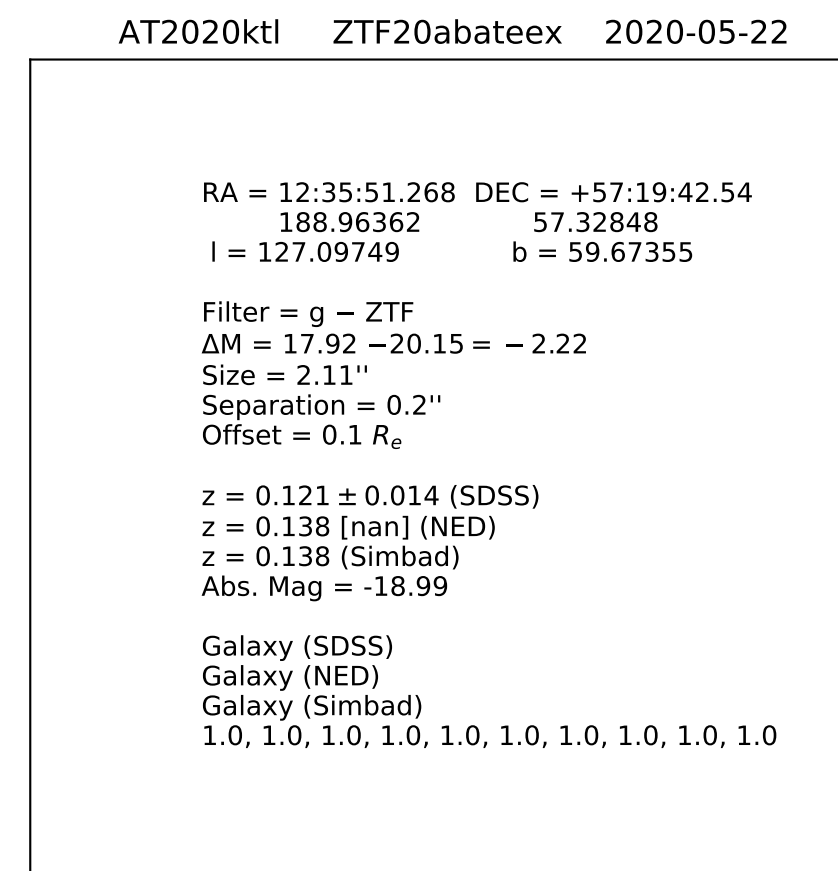 AT2020ktl ZTF20abateex 2020-05-22
RA = 12:35:51.268 DEC = +57:19:42.54
188.96362 57.32848
l = 127.09749 b = 59.67355
Filter = g − ZTF
ΔM = 17.92 −20.15 = − 2.22
Size = 2.11''
Separation = 0.2''
Offset = 0.1 Re
z = 0.121 ± 0.014 (SDSS)
z = 0.138 [nan] (NED)
z = 0.138 (Simbad)
Abs. Mag = -18.99
Galaxy (SDSS)
Galaxy (NED)
Galaxy (Simbad)
1.0, 1.0, 1.0, 1.0, 1.0, 1.0, 1.0, 1.0, 1.0, 1.0